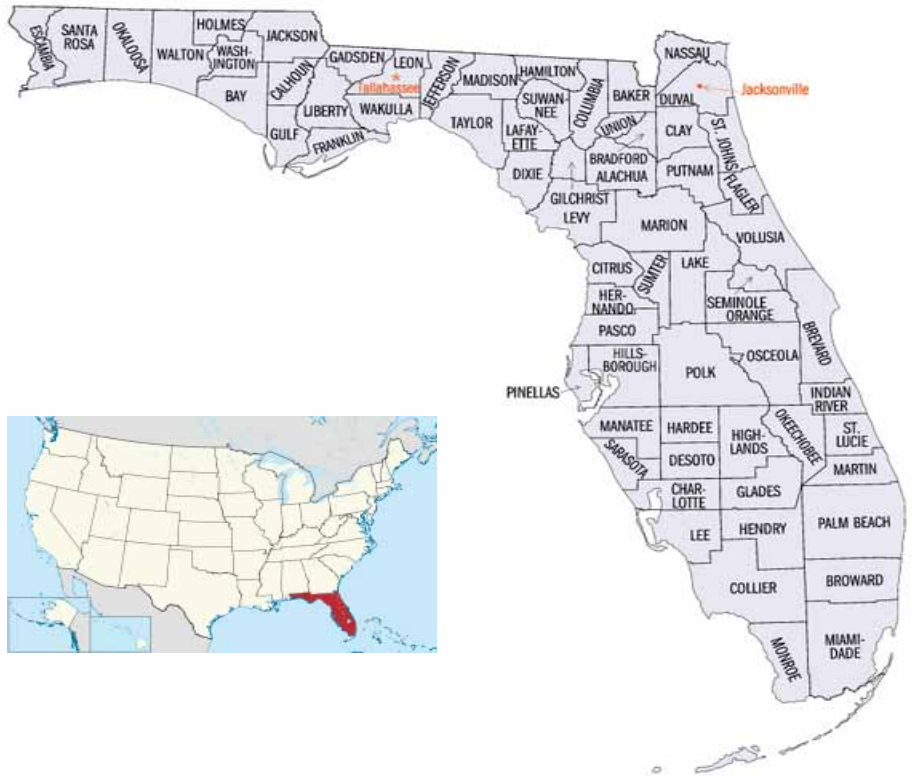 ESCAMBIA
SANTA
ROSA
OKALOOSA
WALTON
HOLMES
WASH-
INGTON
JACKSON
BAY
CALHOUN
GULF
GADSDEN
LIBERTY
FRANKLIN
LEON
Tallahassee
WAKULLA
JEFFERSON
MADISON
TAYLOR
HAMILTON
SUWAN-
NEE
LAFAY-
ETTE
DIXIE
COLUMBIA
BAKER
UNION
BRADFORD
ALACHUA
GILCHRIST
LEVY
NASSAU
DUVAL
Jacksonville
CLAY
ST. JOHNS
PUTNAM
FLAGLER
MARION
VOLUSIA
CITRUS
SUMTER
LAKE
HER-
NANDO
SEMINOLE
ORANGE
PASCO
BREVARD
HILLS-
BOROUGH
PINELLAS
POLK
OSCEOLA
INDIAN
RIVER
MANATEE
HARDEE
HIGH-
LANDS
OKEECHOBEE
ST.
LUCIE
SARASOTA
DESOTO
MARTIN
CHAR-
LOTTE
GLADES
LEE
HENDRY
PALM BEACH
COLLIER
BROWARD
MONROE
MIAMI-
DADE